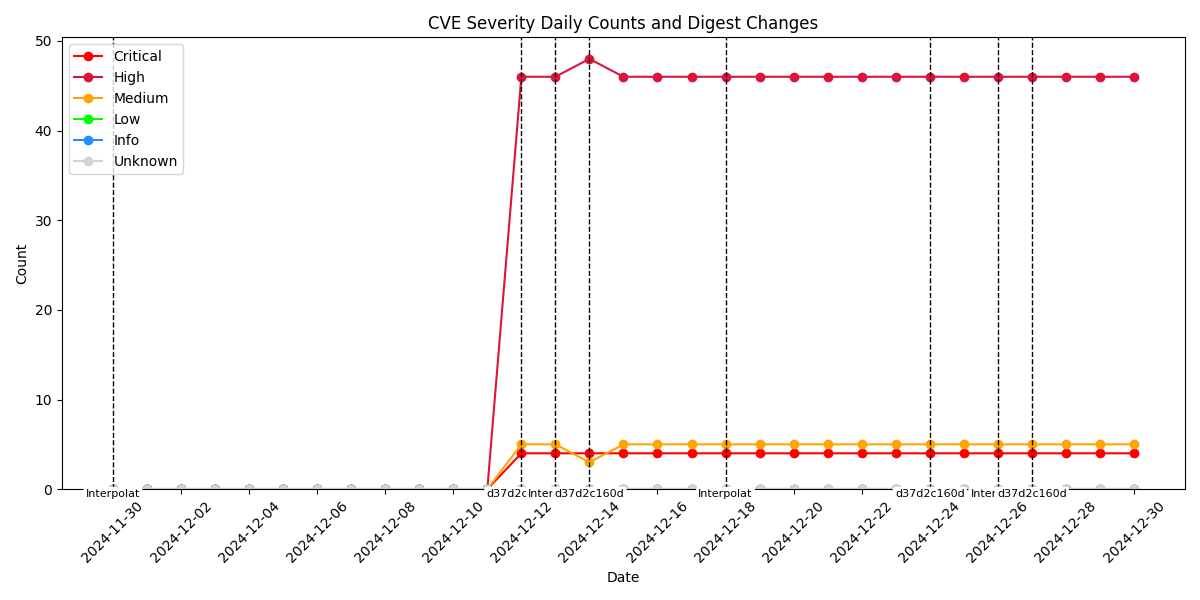 CVE Severity Daily Counts and Digest Changes
50
40
30
20
10
0
Count
Critical
High
Medium
Low
Info
Unknown
Interpolat
d37d2c
Inter
d37d2c160d
Interpolat
d37d2c160d
Inter
d37d2c160d
2024-11-30
2024-12-02
2024-12-04
2024-12-06
2024-12-08
2024-12-10
2024-12-12
2024-12-14
2024-12-16
2024-12-18
2024-12-20
2024-12-22
2024-12-24
2024-12-26
2024-12-28
2024-12-30
Date